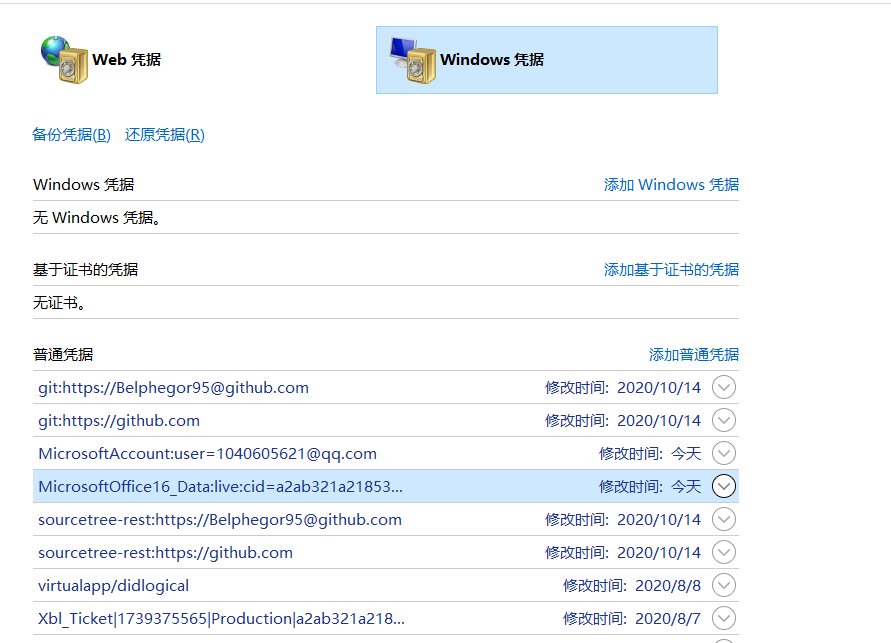 Web 凭据 Windows 凭据
备份凭据(B) 还原凭据(R)
Windows 凭据 添加 Windows 凭据
无 Windows 凭据。
基于证书的凭据 添加基于证书的凭据
无证书。
普通凭据 添加普通凭据
git:https://Belphegor95@github.com 修改时间: 2020/10/14
git:https://github.com 修改时间: 2020/10/14
MicrosoftAccount:user=1040605621@qq.com 修改时间: 今天
MicrosoftOffice16_Data:live:cid=a2ab321a21853... 修改时间: 今天
sourcetree-rest:https://Belphegor95@github.com 修改时间: 2020/10/14
sourcetree-rest:https://github.com 修改时间: 2020/10/14
virtualapp/didlogical 修改时间: 2020/8/8
Xbl_Ticket|1739375565|Production|a2ab321a218... 修改时间: 2020/8/7